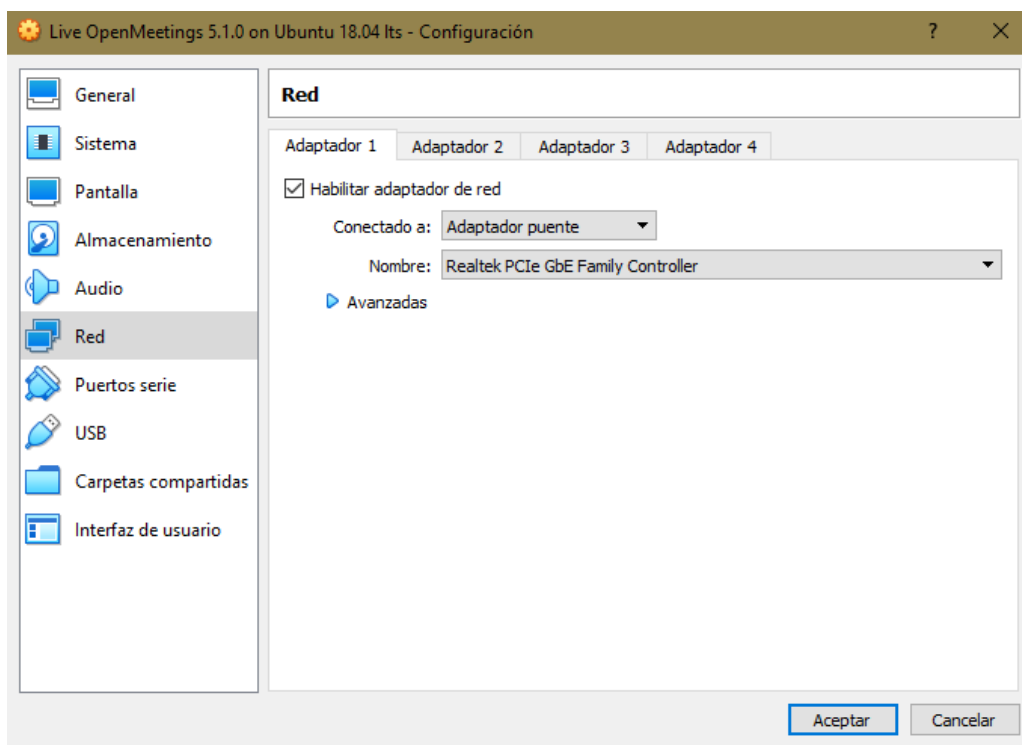 Live OpenMeetings 5.1.0 on Ubuntu 18.04 lts - Configuración
?
General
Sistema
Pantalla
Almacenamiento
Audio
Red
Puertos serie
USB
Carpetas compartidas
Interfaz de usuario
Red
Adaptador 1 Adaptador 2 Adaptador 3 Adaptador 4
Habilitar adaptador de red
Conectado a: Adaptador puente
Nombre: Realtek PCIe GbE Family Controller
Avanzadas
Aceptar Cancelar